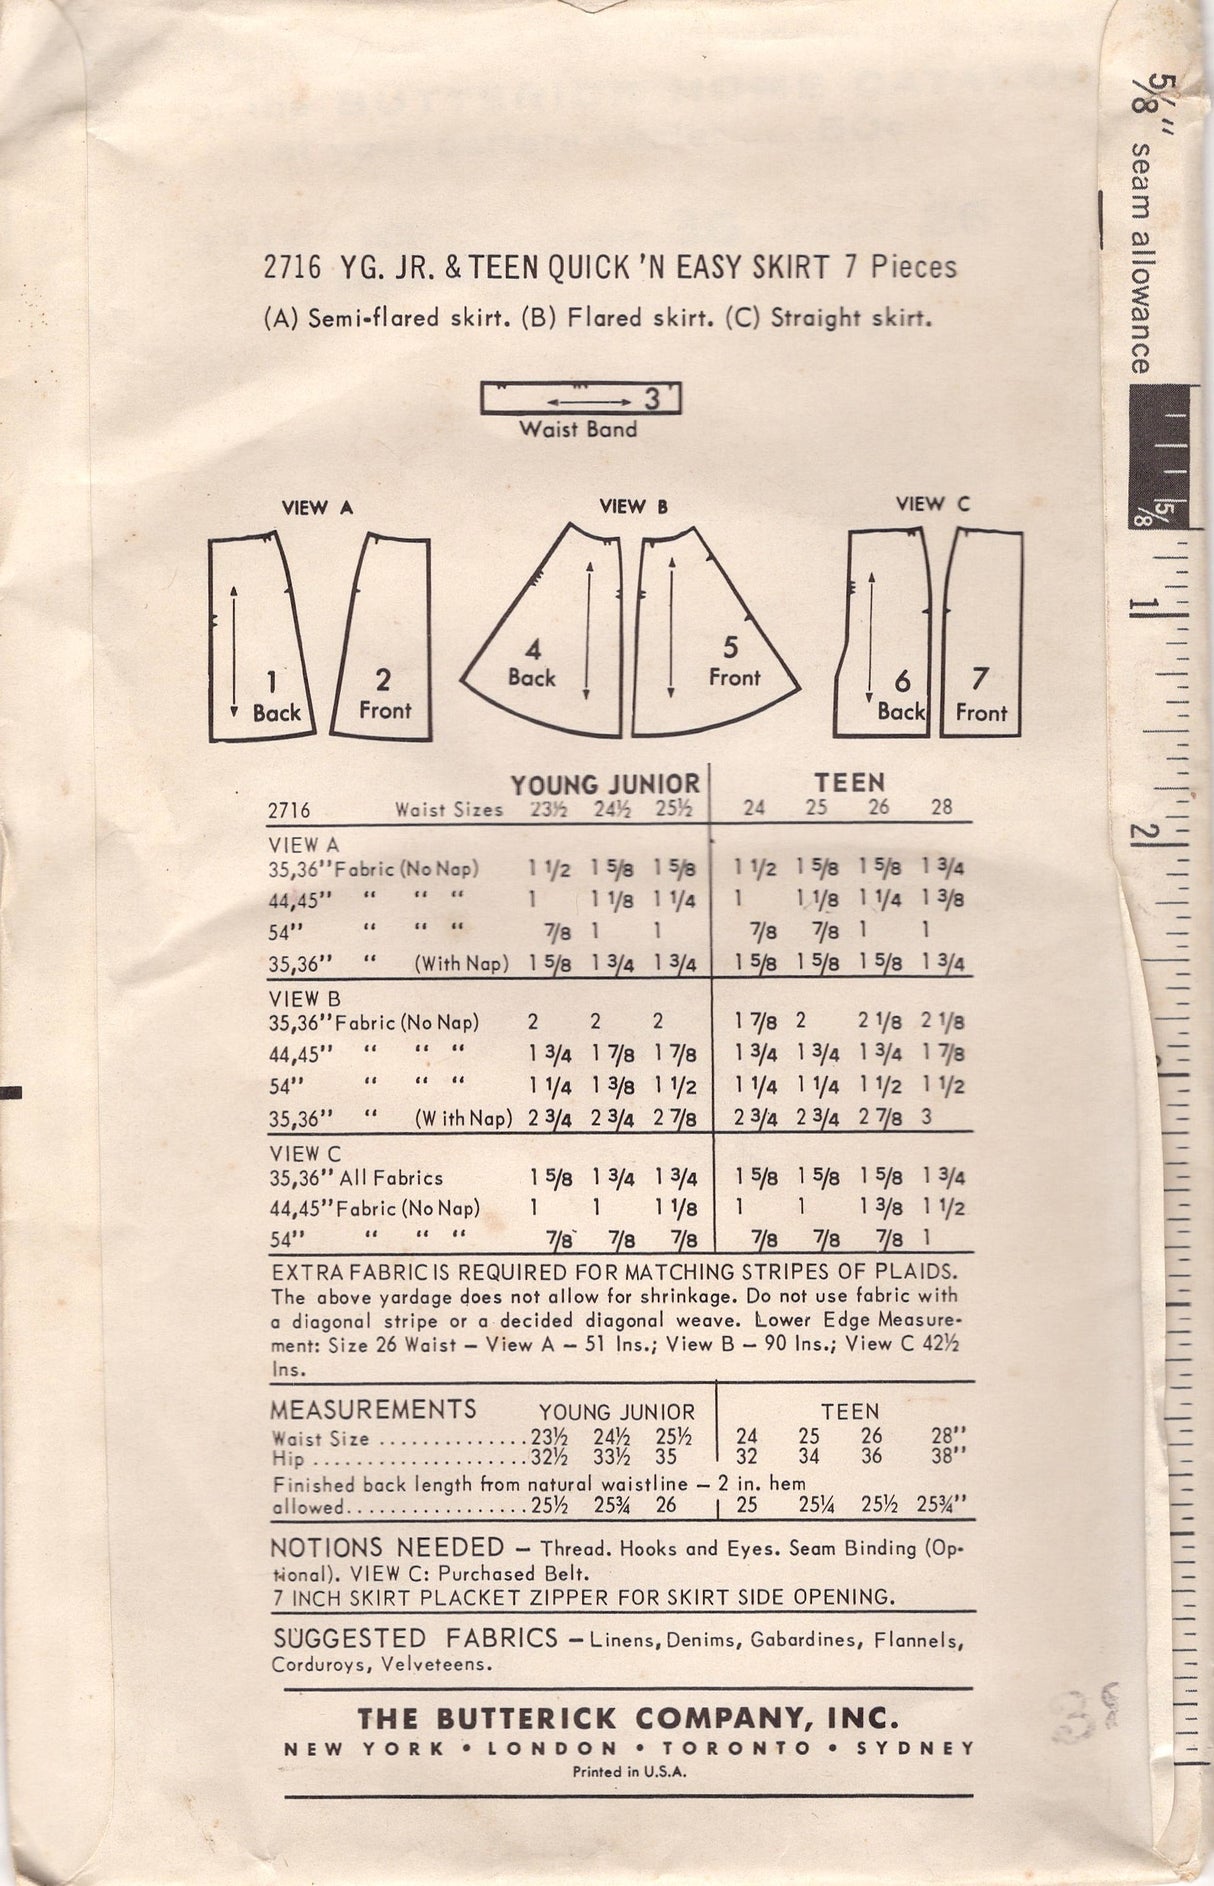 5/8" seam allowance
5/8
1
2
2716 YG. JR. & TEEN QUICK 'N EASY SKIRT 7 Pieces
(A) Semi-flared skirt. (B) Flared skirt. (C) Straight skirt.
3
Waist Band
VIEW A VIEW B VIEW C
1 Back
2 Front
4 Back
5 Front
6 Back
7 Front
YOUNG JUNIOR TEEN
2716 Waist Sizes 23½ 24½ 25½ 24 25 26 28
VIEW A
35,36" Fabric (No Nap) 1 1/2 1 5/8 1 5/8 1 1/2 1 5/8 1 5/8 1 3/4
44,45" “ “ “ 1 1 1/8 1 1/4 1 1 1/8 1 1/4 1 3/8
54" “ “ “ 7/8 1 1 7/8 7/8 1 1
35,36" “ (With Nap) 1 5/8 1 3/4 1 3/4 1 5/8 1 5/8 1 5/8 1 3/4
VIEW B
35,36" Fabric (No Nap) 2 2 2 1 7/8 2 2 1/8 2 1/8
44,45" “ “ “ 1 3/4 1 7/8 1 7/8 1 3/4 1 3/4 1 3/4 1 7/8
54" “ “ “ 1 1/4 1 3/8 1 1/2 1 1/4 1 1/4 1 1/2 1 1/2
35,36" “ (With Nap) 2 3/4 2 3/4 2 7/8 2 3/4 2 3/4 2 7/8 3
VIEW C
35,36" All Fabrics 1 5/8 1 3/4 1 3/4 1 5/8 1 5/8 1 5/8 1 3/4
44,45" Fabric (No Nap) 1 1 1 1/8 1 1 1 3/8 1 1/2
54" “ “ “ 7/8 7/8 7/8 7/8 7/8 7/8 1
EXTRA FABRIC IS REQUIRED FOR MATCHING STRIPES OF PLAIDS.
The above yardage does not allow for shrinkage. Do not use fabric with
a diagonal stripe or a decided diagonal weave. Lower Edge Measure-
ment: Size 26 Waist – View A – 51 Ins.; View B – 90 Ins.; View C 42½
Ins.
MEASUREMENTS YOUNG JUNIOR TEEN
Waist Size .............. 23½ 24½ 25½ 24 25 26 28"
Hip ..................... 32½ 33½ 35 32 34 36 38"
Finished back length from natural waistline – 2 in. hem
allowed.................. 25½ 25¾ 26 25 25¼ 25½ 25¾"
NOTIONS NEEDED – Thread. Hooks and Eyes. Seam Binding (Op-
tional). VIEW C: Purchased Belt.
7 INCH SKIRT PLACKET ZIPPER FOR SKIRT SIDE OPENING.
SUGGESTED FABRICS – Linens, Denims, Gabardines, Flannels,
Corduroys, Velveteens.
THE BUTTERICK COMPANY, INC.
NEW YORK • LONDON • TORONTO • SYDNEY
Printed in U.S.A.